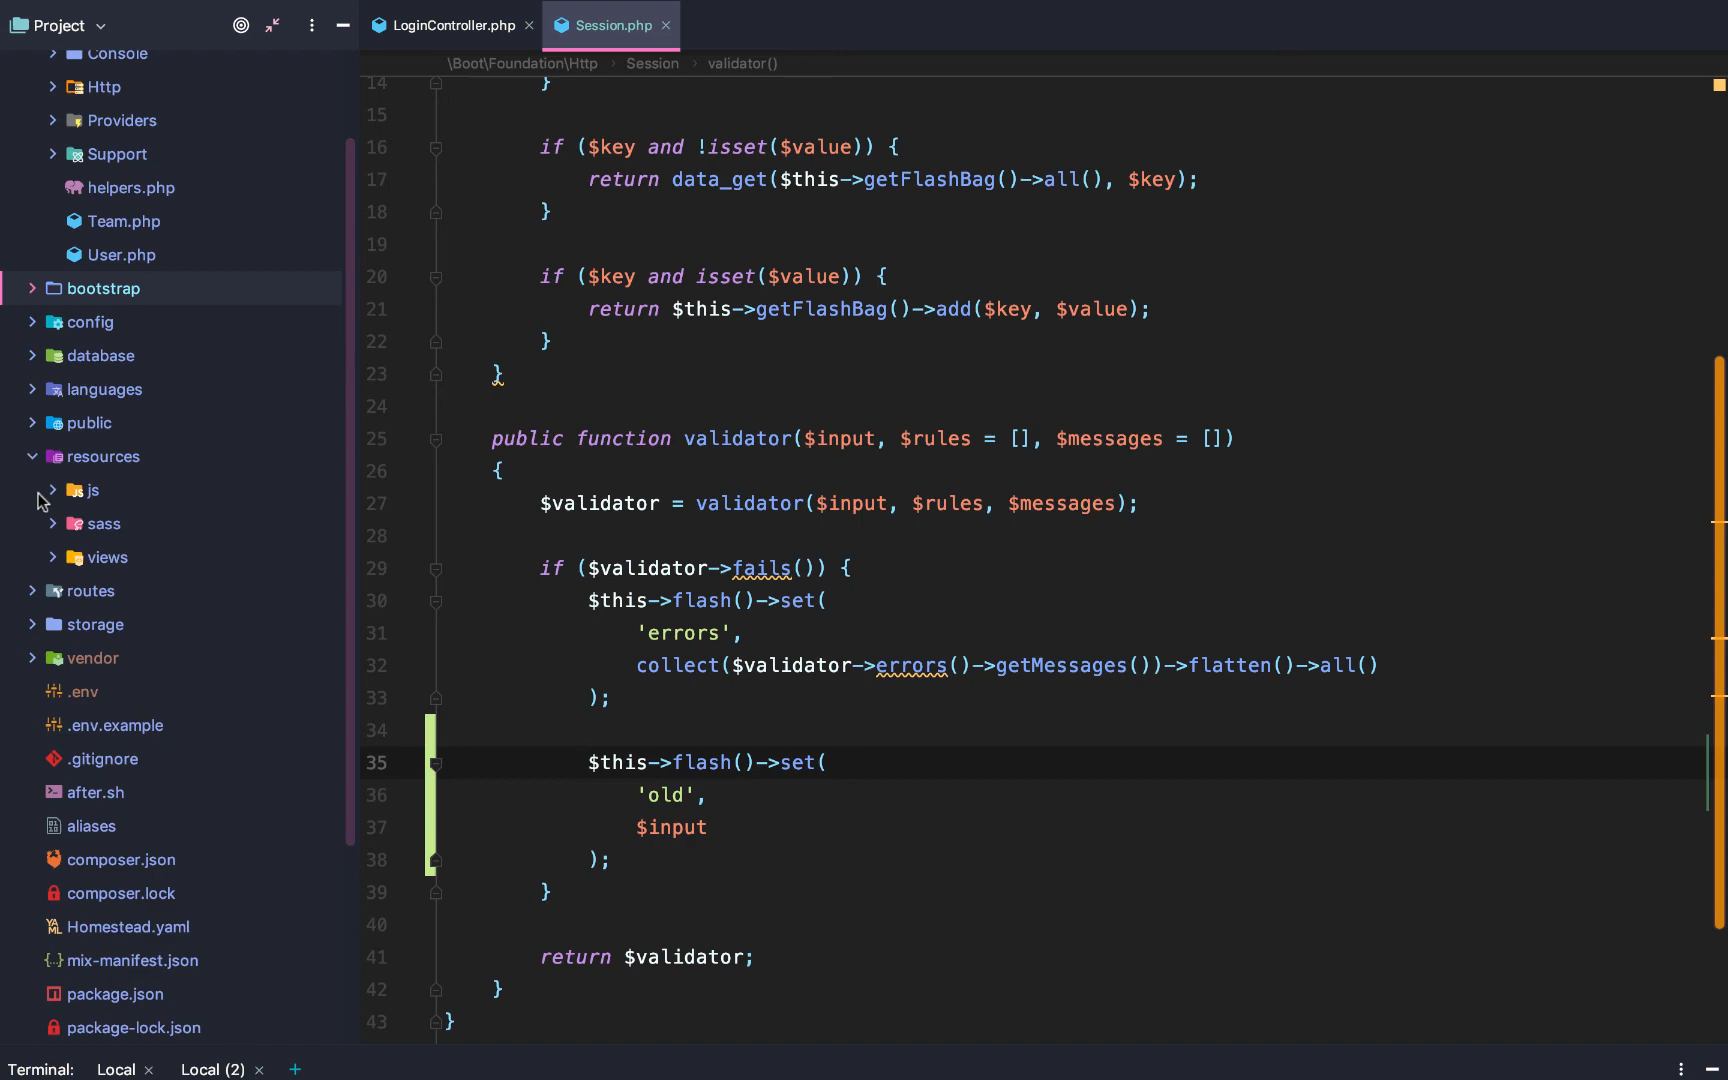 Project
LoginController.php
Session.php
Console
Http
Providers
Support
helpers.php
Team.php
User.php
bootstrap
config
database
languages
public
resources
js
sass
views
routes
storage
vendor
.env
.env.example
.gitignore
after.sh
aliases
composer.json
composer.lock
Homestead.yaml
mix-manifest.json
package.json
package-lock.json
\Boot\Foundation\Http › Session › validator()
14 }
15
16 if ($key and !isset($value)) {
17 return data_get($this->getFlashBag()->all(), $key);
18 }
19
20 if ($key and isset($value)) {
21 return $this->getFlashBag()->add($key, $value);
22 }
23 }
24
25 public function validator($input, $rules = [], $messages = [])
26 {
27 $validator = validator($input, $rules, $messages);
28
29 if ($validator->fails()) {
30 $this->flash()->set(
31 'errors',
32 collect($validator->errors()->getMessages())->flatten()->all()
33 );
34
35 $this->flash()->set(
36 'old',
37 $input
38 );
39 }
40
41 return $validator;
42 }
43 }
Terminal: Local × Local (2) × +